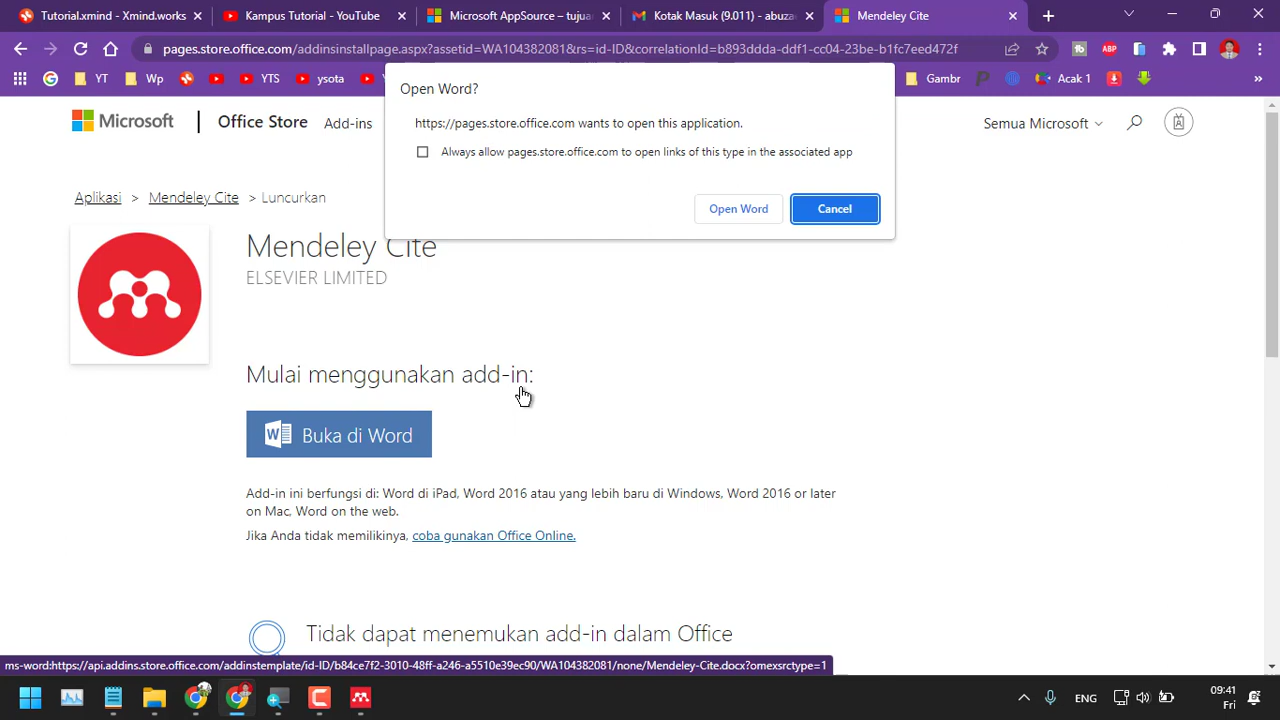 Tutorial.xmind - Xmind.works
Kampus Tutorial - YouTube
Microsoft AppSource – tujua
Kotak Masuk (9.011) - abuza
Mendeley Cite
pages.store.office.com/addinsinstallpage.aspx?assetid=WA104382081&rs=id-ID&correlationId=b893ddda-ddf1-cc04-23be-b1fc7eed472f
YT
Wp
YTS
ysota
Gambr
Acak 1
Open Word?
https://pages.store.office.com wants to open this application.
Always allow pages.store.office.com to open links of this type in the associated app
Open Word
Cancel
Microsoft
Office Store
Add-ins
Semua Microsoft
Aplikasi > Mendeley Cite > Luncurkan
Mendeley Cite
ELSEVIER LIMITED
Mulai menggunakan add-in:
Buka di Word
Add-in ini berfungsi di: Word di iPad, Word 2016 atau yang lebih baru di Windows, Word 2016 or later
on Mac, Word on the web.
Jika Anda tidak memilikinya, coba gunakan Office Online.
Tidak dapat menemukan add-in dalam Office
ms-word:https://api.addins.store.office.com/addinstemplate/id-ID/b84ce7f2-3010-48ff-a246-a5510e39ec90/WA104382081/none/Mendeley-Cite.docx?omexsrctype=1
ENG
09:41
Fri